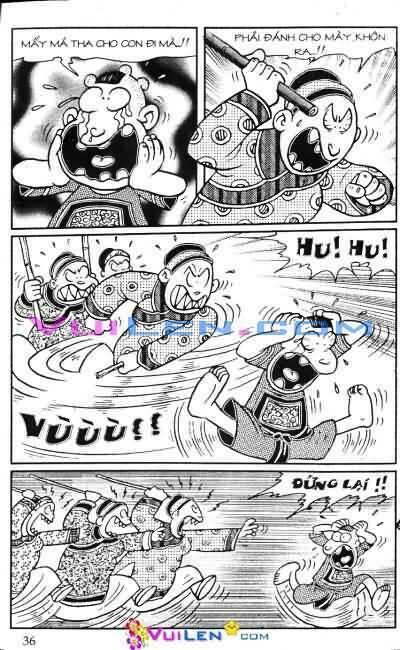 MẤY MÁ THA CHO CON ĐI MÀ..!!
PHẢI ĐÁNH CHO MÀY KHÔN
RA..!!
HU! HU!
VUILEN.COM
VÙÙÙ!!
ĐỪNG LẠI!!
36
VUILEN.COM